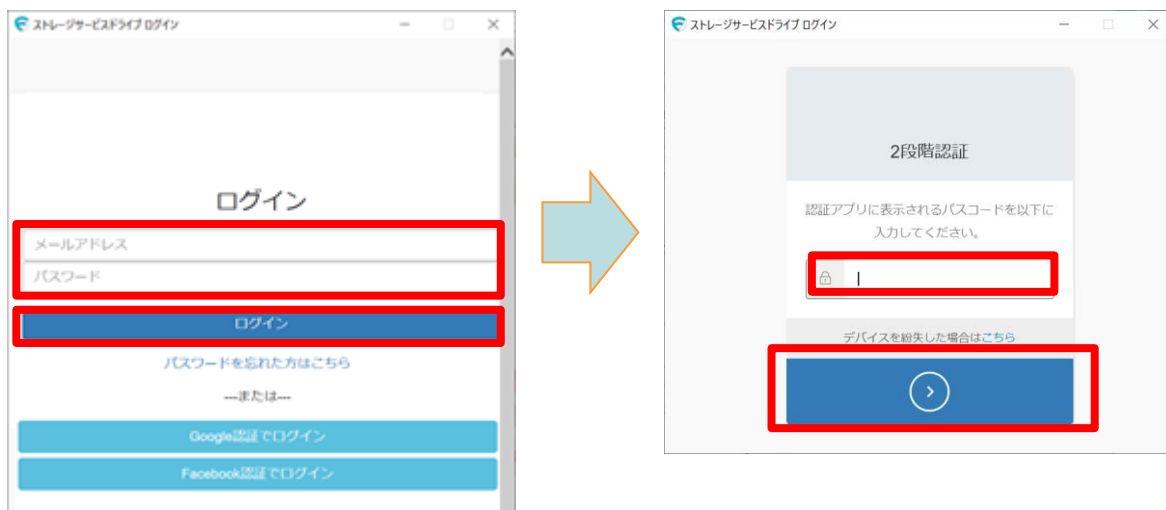 ストレージサービスドライブ ログイン
ログイン
メールアドレス
パスワード
ログイン
パスワードを忘れた方はこちら
---または---
Google認証でログイン
Facebook認証でログイン
ストレージサービスドライブ ログイン
2段階認証
認証アプリに表示されるパスコードを以下に
入力してください。
デバイスを紛失した場合はこちら